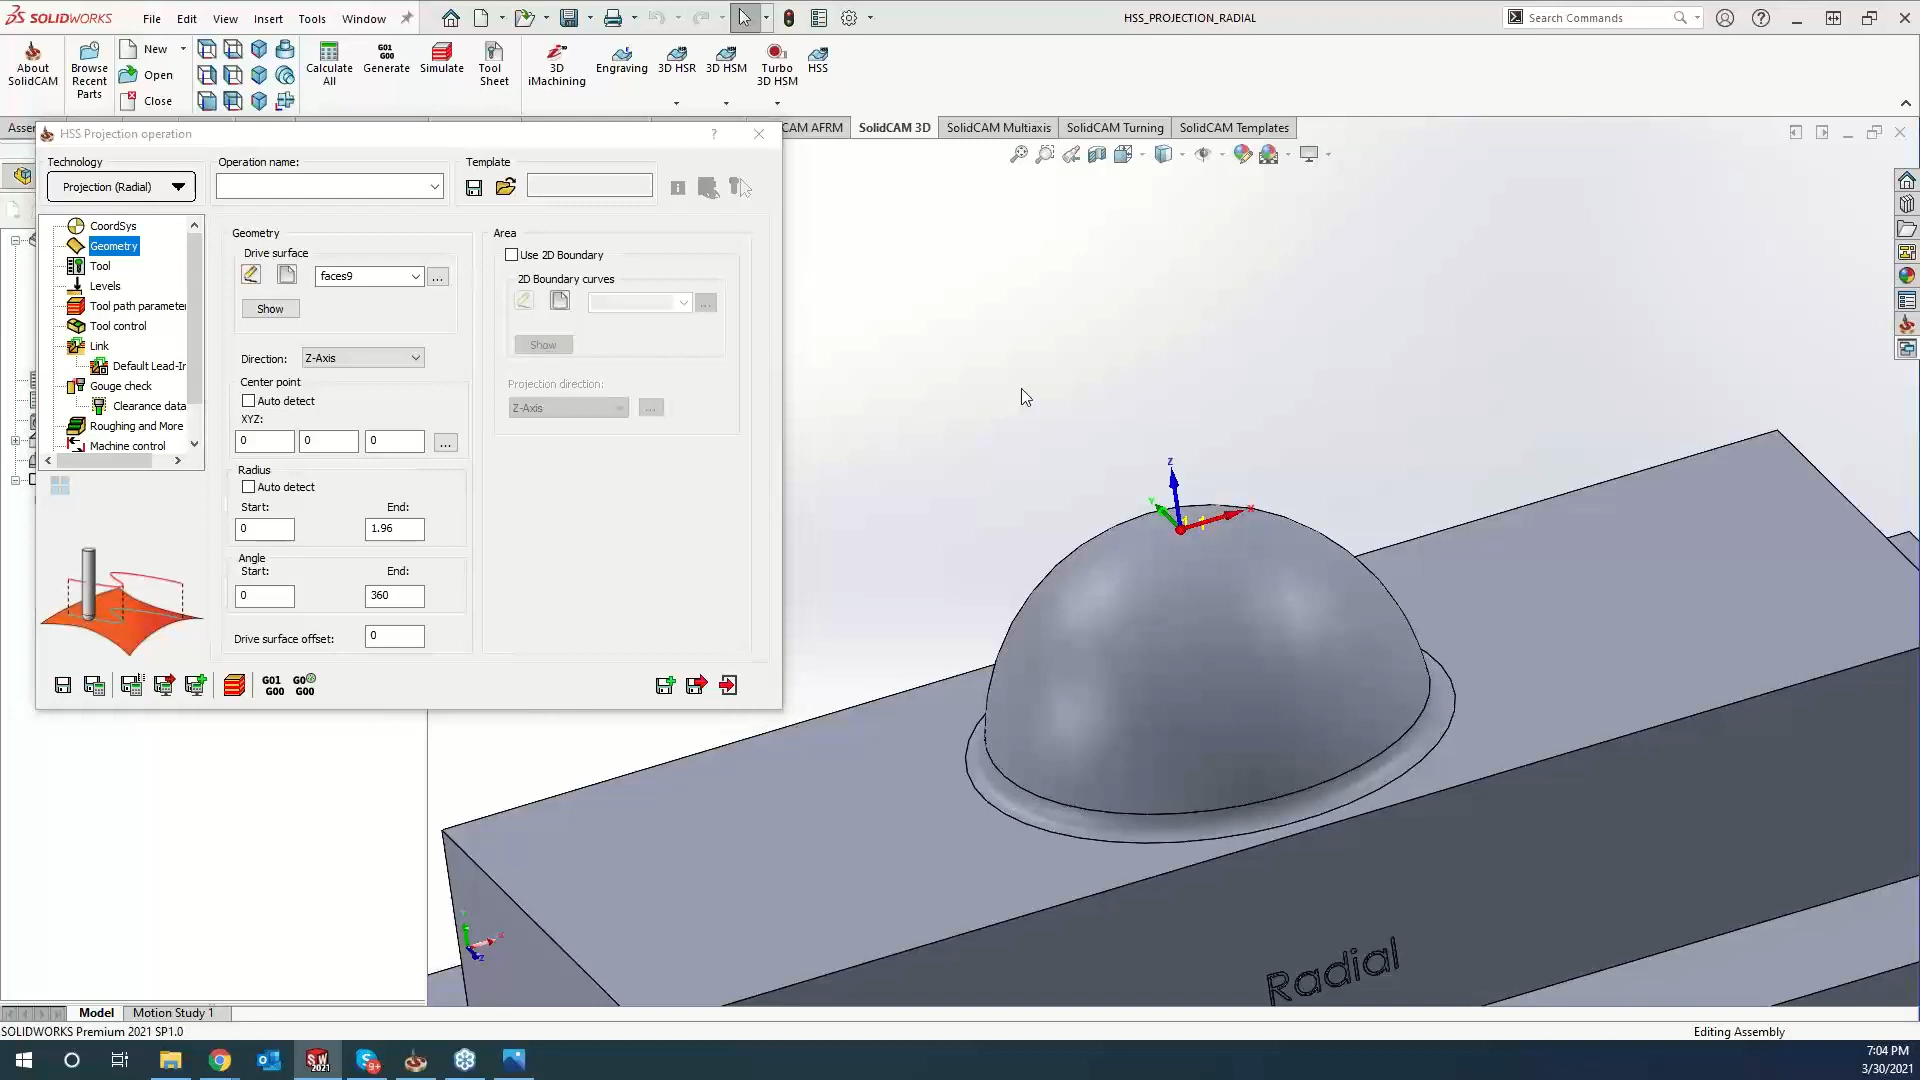 SOLIDWORKS File Edit View Insert Tools Window HSS_PROJECTION_RADIAL Search Commands
About SolidCAM
Browse Recent Parts
New
Open
Close
Calculate All
G01 G00
Generate
Simulate
Tool Sheet
3D iMachining
Engraving
3D HSR
3D HSM
Turbo 3D HSM
HSS
CAM AFRM SolidCAM 3D SolidCAM Multiaxis SolidCAM Turning SolidCAM Templates
HSS Projection operation ?
Technology
Projection (Radial)
Operation name:
Template
CoordSys
Geometry
Tool
Levels
Tool path paramete
Tool control
Link
Default Lead-Ir
Gouge check
Clearance data
Roughing and More
Machine control
Geometry
Drive surface
faces9 ...
Show
Direction: Z-Axis
Center point
Auto detect
XYZ:
0 0 0 ...
Radius
Auto detect
Start: End:
0 1.96
Angle
Start: End:
0 360
Drive surface offset: 0
Area
Use 2D Boundary
2D Boundary curves
...
Show
Projection direction:
Z-Axis ...
G01 G00
Z
Y
X
Radial
Model Motion Study 1
SOLIDWORKS Premium 2021 SP1.0 Editing Assembly
7:04 PM
3/30/2021